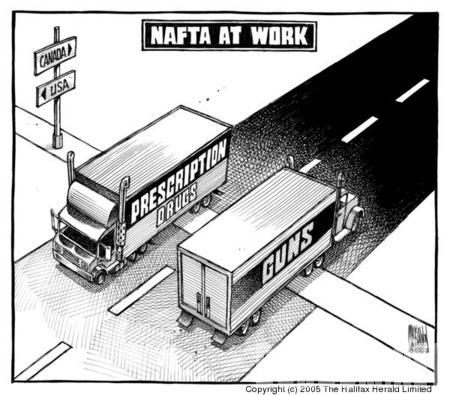 NAFTA AT WORK
CANADA
USA
PRESCRIPTION
DRUGS
GUNS
Copyright (c) 2005 The Halifax Herald Limited